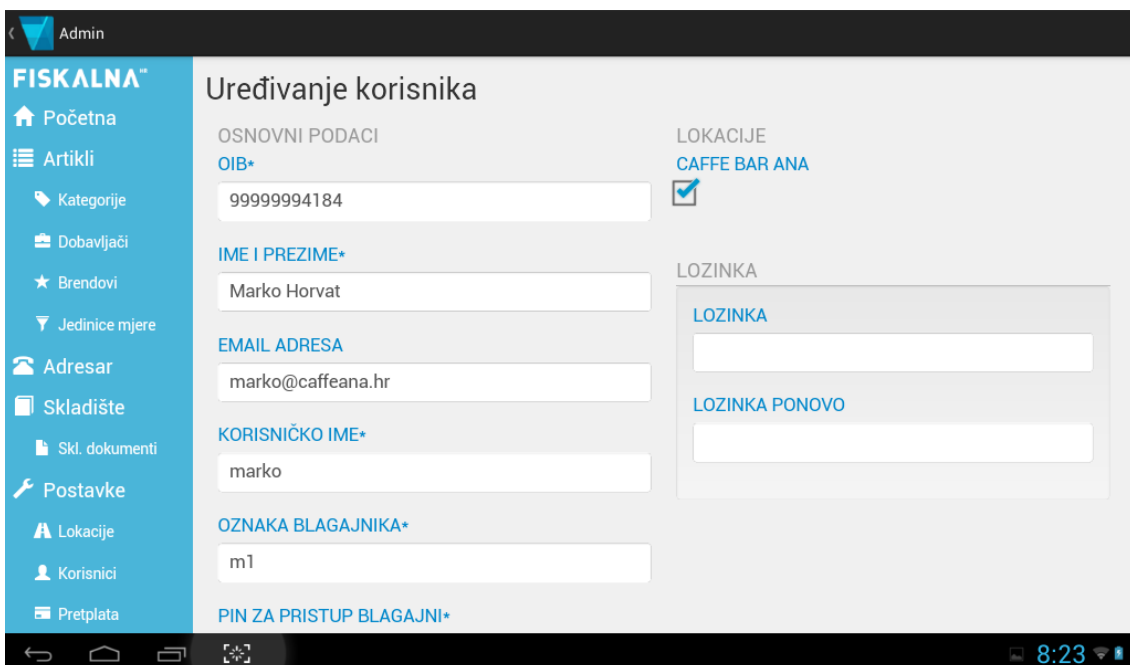 Admin
FISKALNA HR
Početna
Artikli
Kategorije
Dobavljači
Brendovi
Jedinice mjere
Adresar
Skladište
Skl. dokumenti
Postavke
Lokacije
Korisnici
Pretplata
Uređivanje korisnika
OSNOVNI PODACI
OIB*
99999994184
IME I PREZIME*
Marko Horvat
EMAIL ADRESA
marko@caffeana.hr
KORISNIČKO IME*
marko
OZNAKA BLAGAJNIKA*
m1
PIN ZA PRISTUP BLAGAJNI*
LOKACIJE
CAFFE BAR ANA
LOZINKA
LOZINKA
LOZINKA PONOVO
8:23